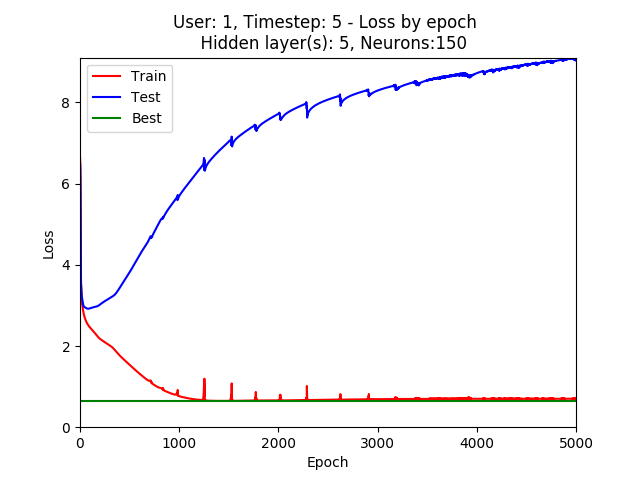 User: 1, Timestep: 5 - Loss by epoch
Hidden layer(s): 5, Neurons:150
Train
Test
Best
8
6
4
2
0
Loss
0 1000 2000 3000 4000 5000
Epoch